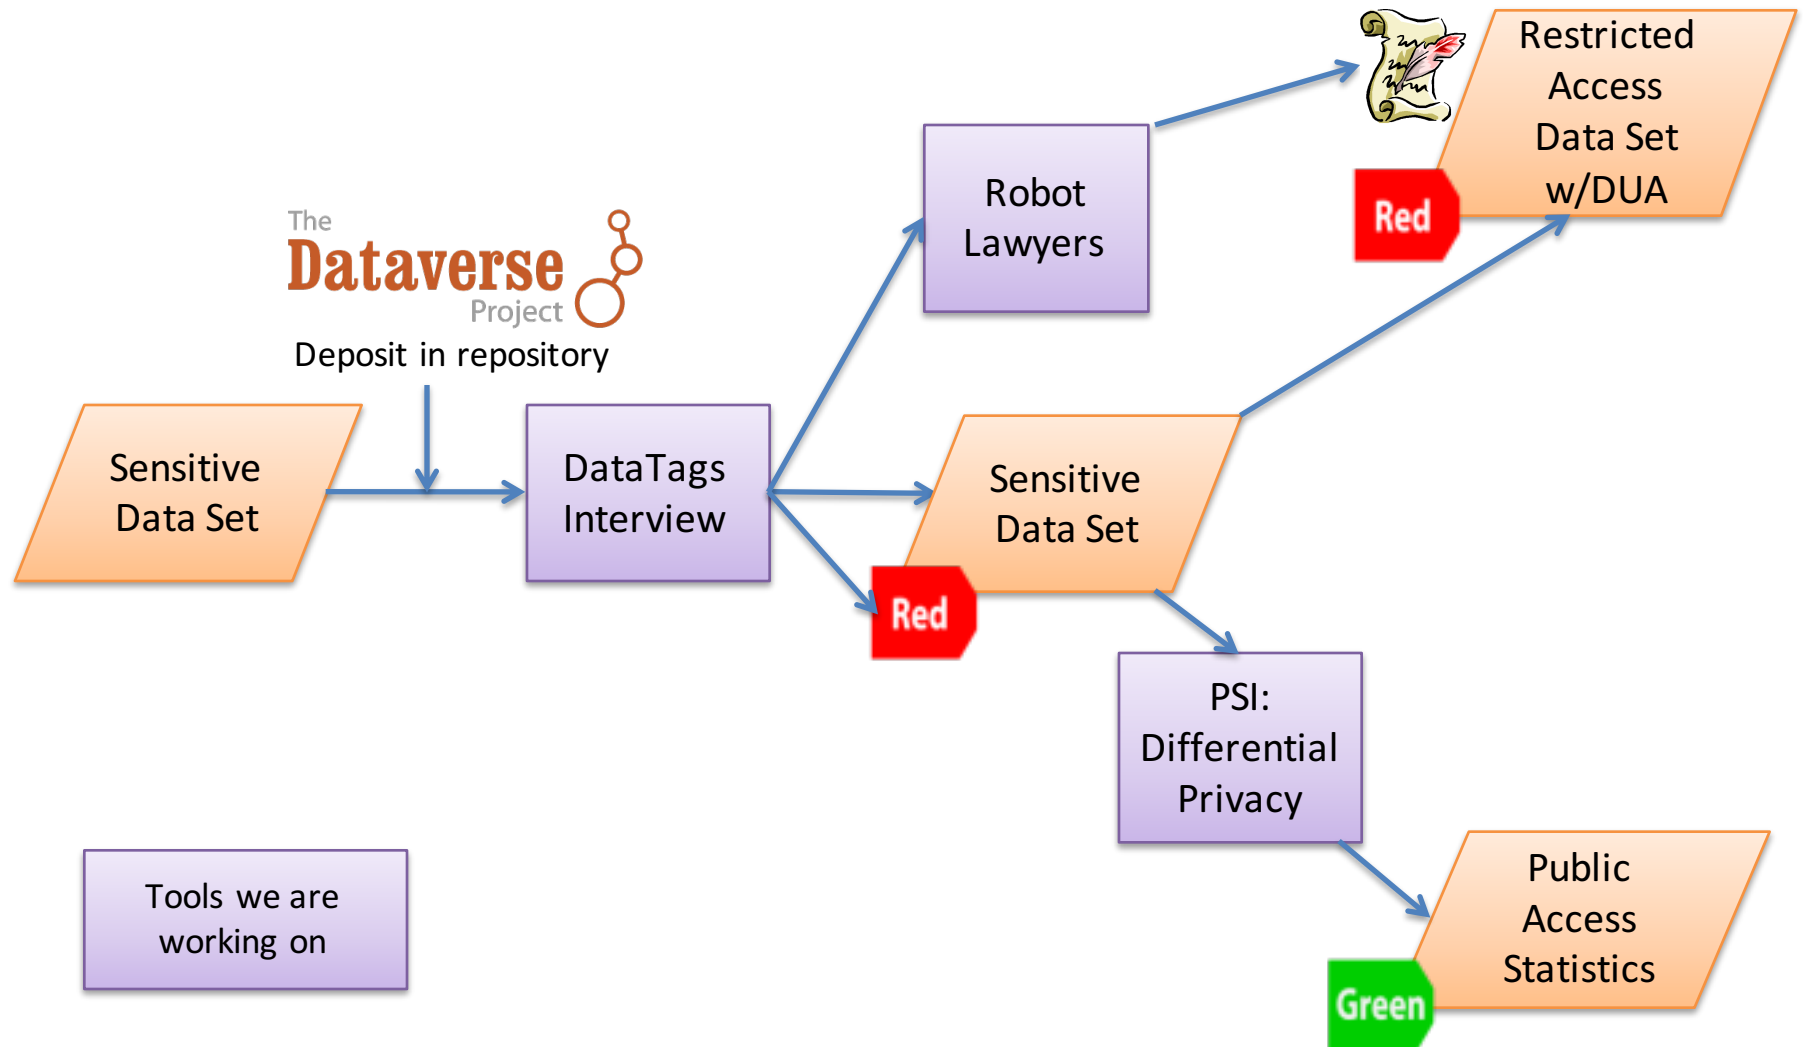 The
Dataverse
Project
Deposit in repository
Sensitive
Data Set
DataTags
Interview
Robot
Lawyers
Restricted
Access
Data Set
w/DUA
Red
Sensitive
Data Set
Red
PSI:
Differential
Privacy
Public
Access
Statistics
Green
Tools we are
working on